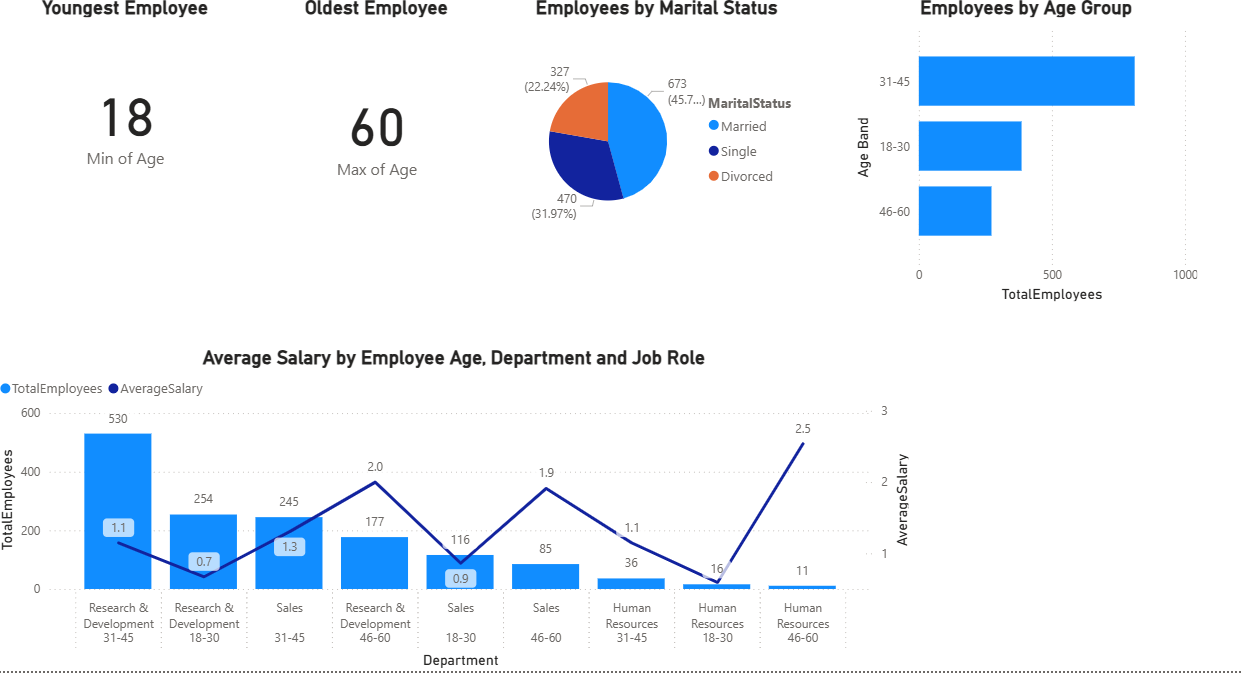 Youngest Employee
18
Min of Age
Oldest Employee
60
Max of Age
Employees by Marital Status
327
(22.24%)
673
(45.7...)
470
(31.97%)
MaritalStatus
Married
Single
Divorced
Employees by Age Group
Age Band
31-45
18-30
46-60
0 500 1000
TotalEmployees
Average Salary by Employee Age, Department and Job Role
TotalEmployees AverageSalary
TotalEmployees
600
400
200
0
530
254
245
177
116
85
36
16
11
1.1
0.7
1.3
2.0
0.9
1.9
1.1
2.5
3
2
1
AverageSalary
Research &
Development
31-45
Research &
Development
18-30
Sales
31-45
Research &
Development
46-60
Sales
18-30
Sales
46-60
Human
Resources
31-45
Human
Resources
18-30
Human
Resources
46-60
Department